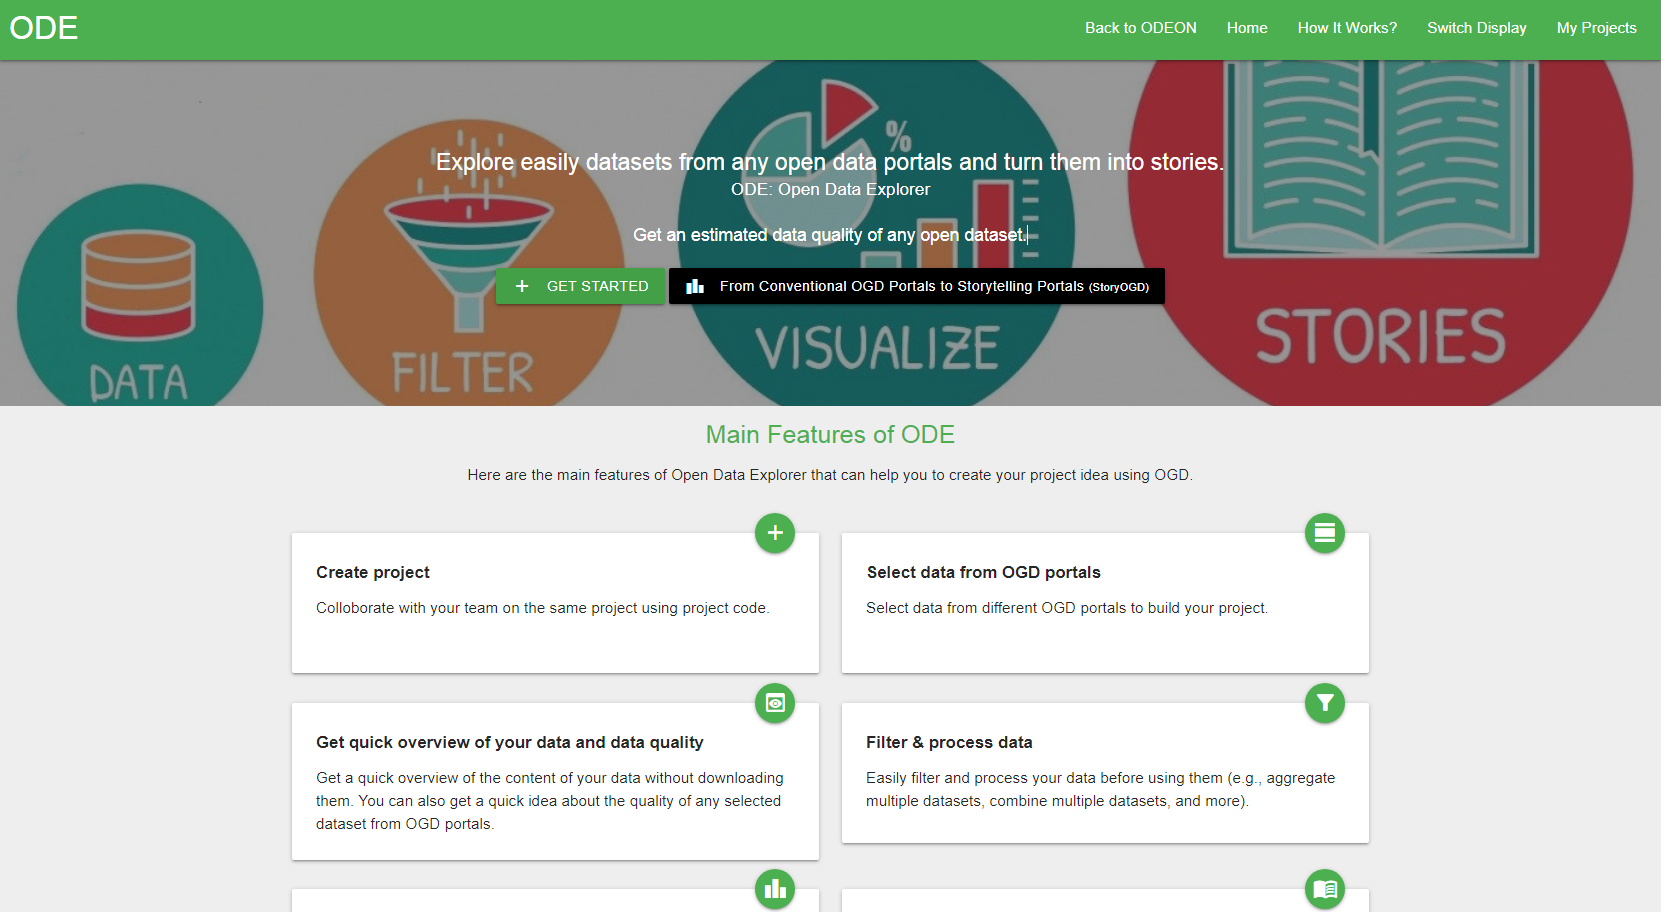 ODE
Back to ODEON
Home
How It Works?
Switch Display
My Projects
Explore easily datasets from any open data portals and turn them into stories.
ODE: Open Data Explorer
Get an estimated data quality of any open dataset.
GET STARTED
From Conventional OGD Portals to Storytelling Portals (StoryOGD)
DATA
FILTER
%
VISUALIZE
STORIES
Main Features of ODE
Here are the main features of Open Data Explorer that can help you to create your project idea using OGD.
Create project
Colloborate with your team on the same project using project code.
Select data from OGD portals
Select data from different OGD portals to build your project.
Get quick overview of your data and data quality
Get a quick overview of the content of your data without downloading
them. You can also get a quick idea about the quality of any selected
dataset from OGD portals.
Filter & process data
Easily filter and process your data before using them (e.g., aggregate
multiple datasets, combine multiple datasets, and more).